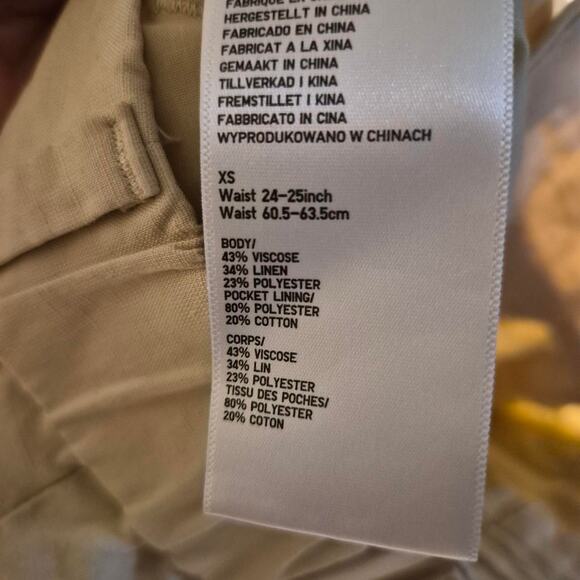 FABRIQUÉ EN CHINE
HERGESTELLT IN CHINA
FABRICADO EN CHINA
FABRICAT A LA XINA
GEMAAKT IN CHINA
TILLVERKAD I KINA
FREMSTILLET I KINA
FABBRICATO IN CINA
WYPRODUKOWANO W CHINACH
XS
Waist 24-25inch
Waist 60.5-63.5cm
BODY/
43% VISCOSE
34% LINEN
23% POLYESTER
POCKET LINING/
80% POLYESTER
20% COTTON
CORPS/
43% VISCOSE
34% LIN
23% POLYESTER
TISSU DES POCHES/
80% POLYESTER
20% COTON